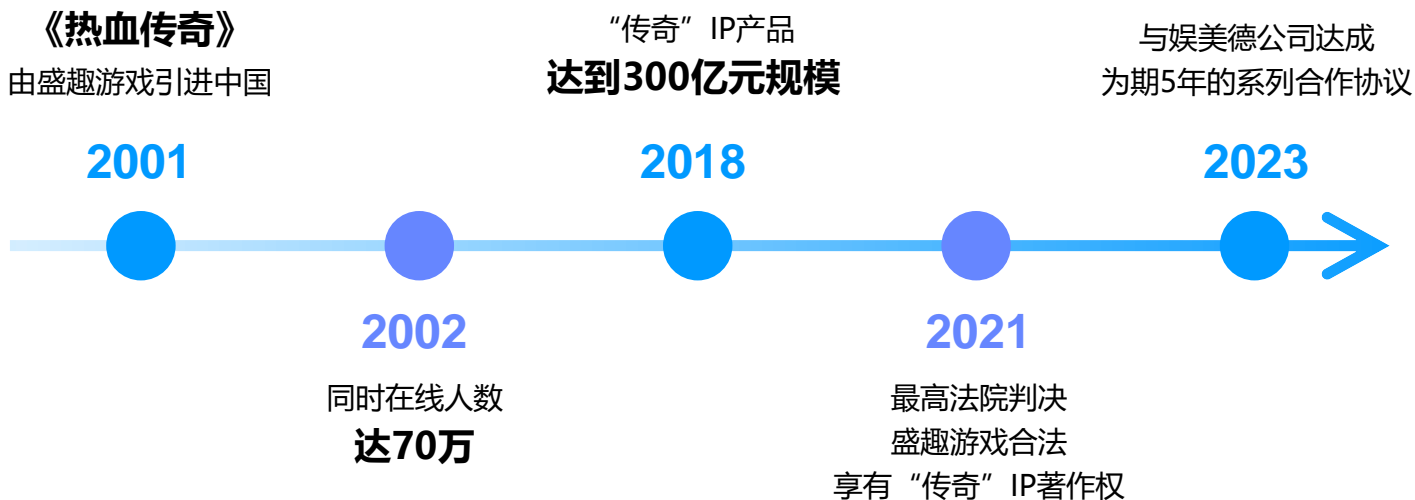 《热血传奇》
由盛趣游戏引进中国
2001
2002
同时在线人数
达70万
“传奇”IP产品
达到300亿元规模
2018
2021
最高法院判决
盛趣游戏合法
享有“传奇”IP著作权
与娱美德公司达成
为期5年的系列合作协议
2023